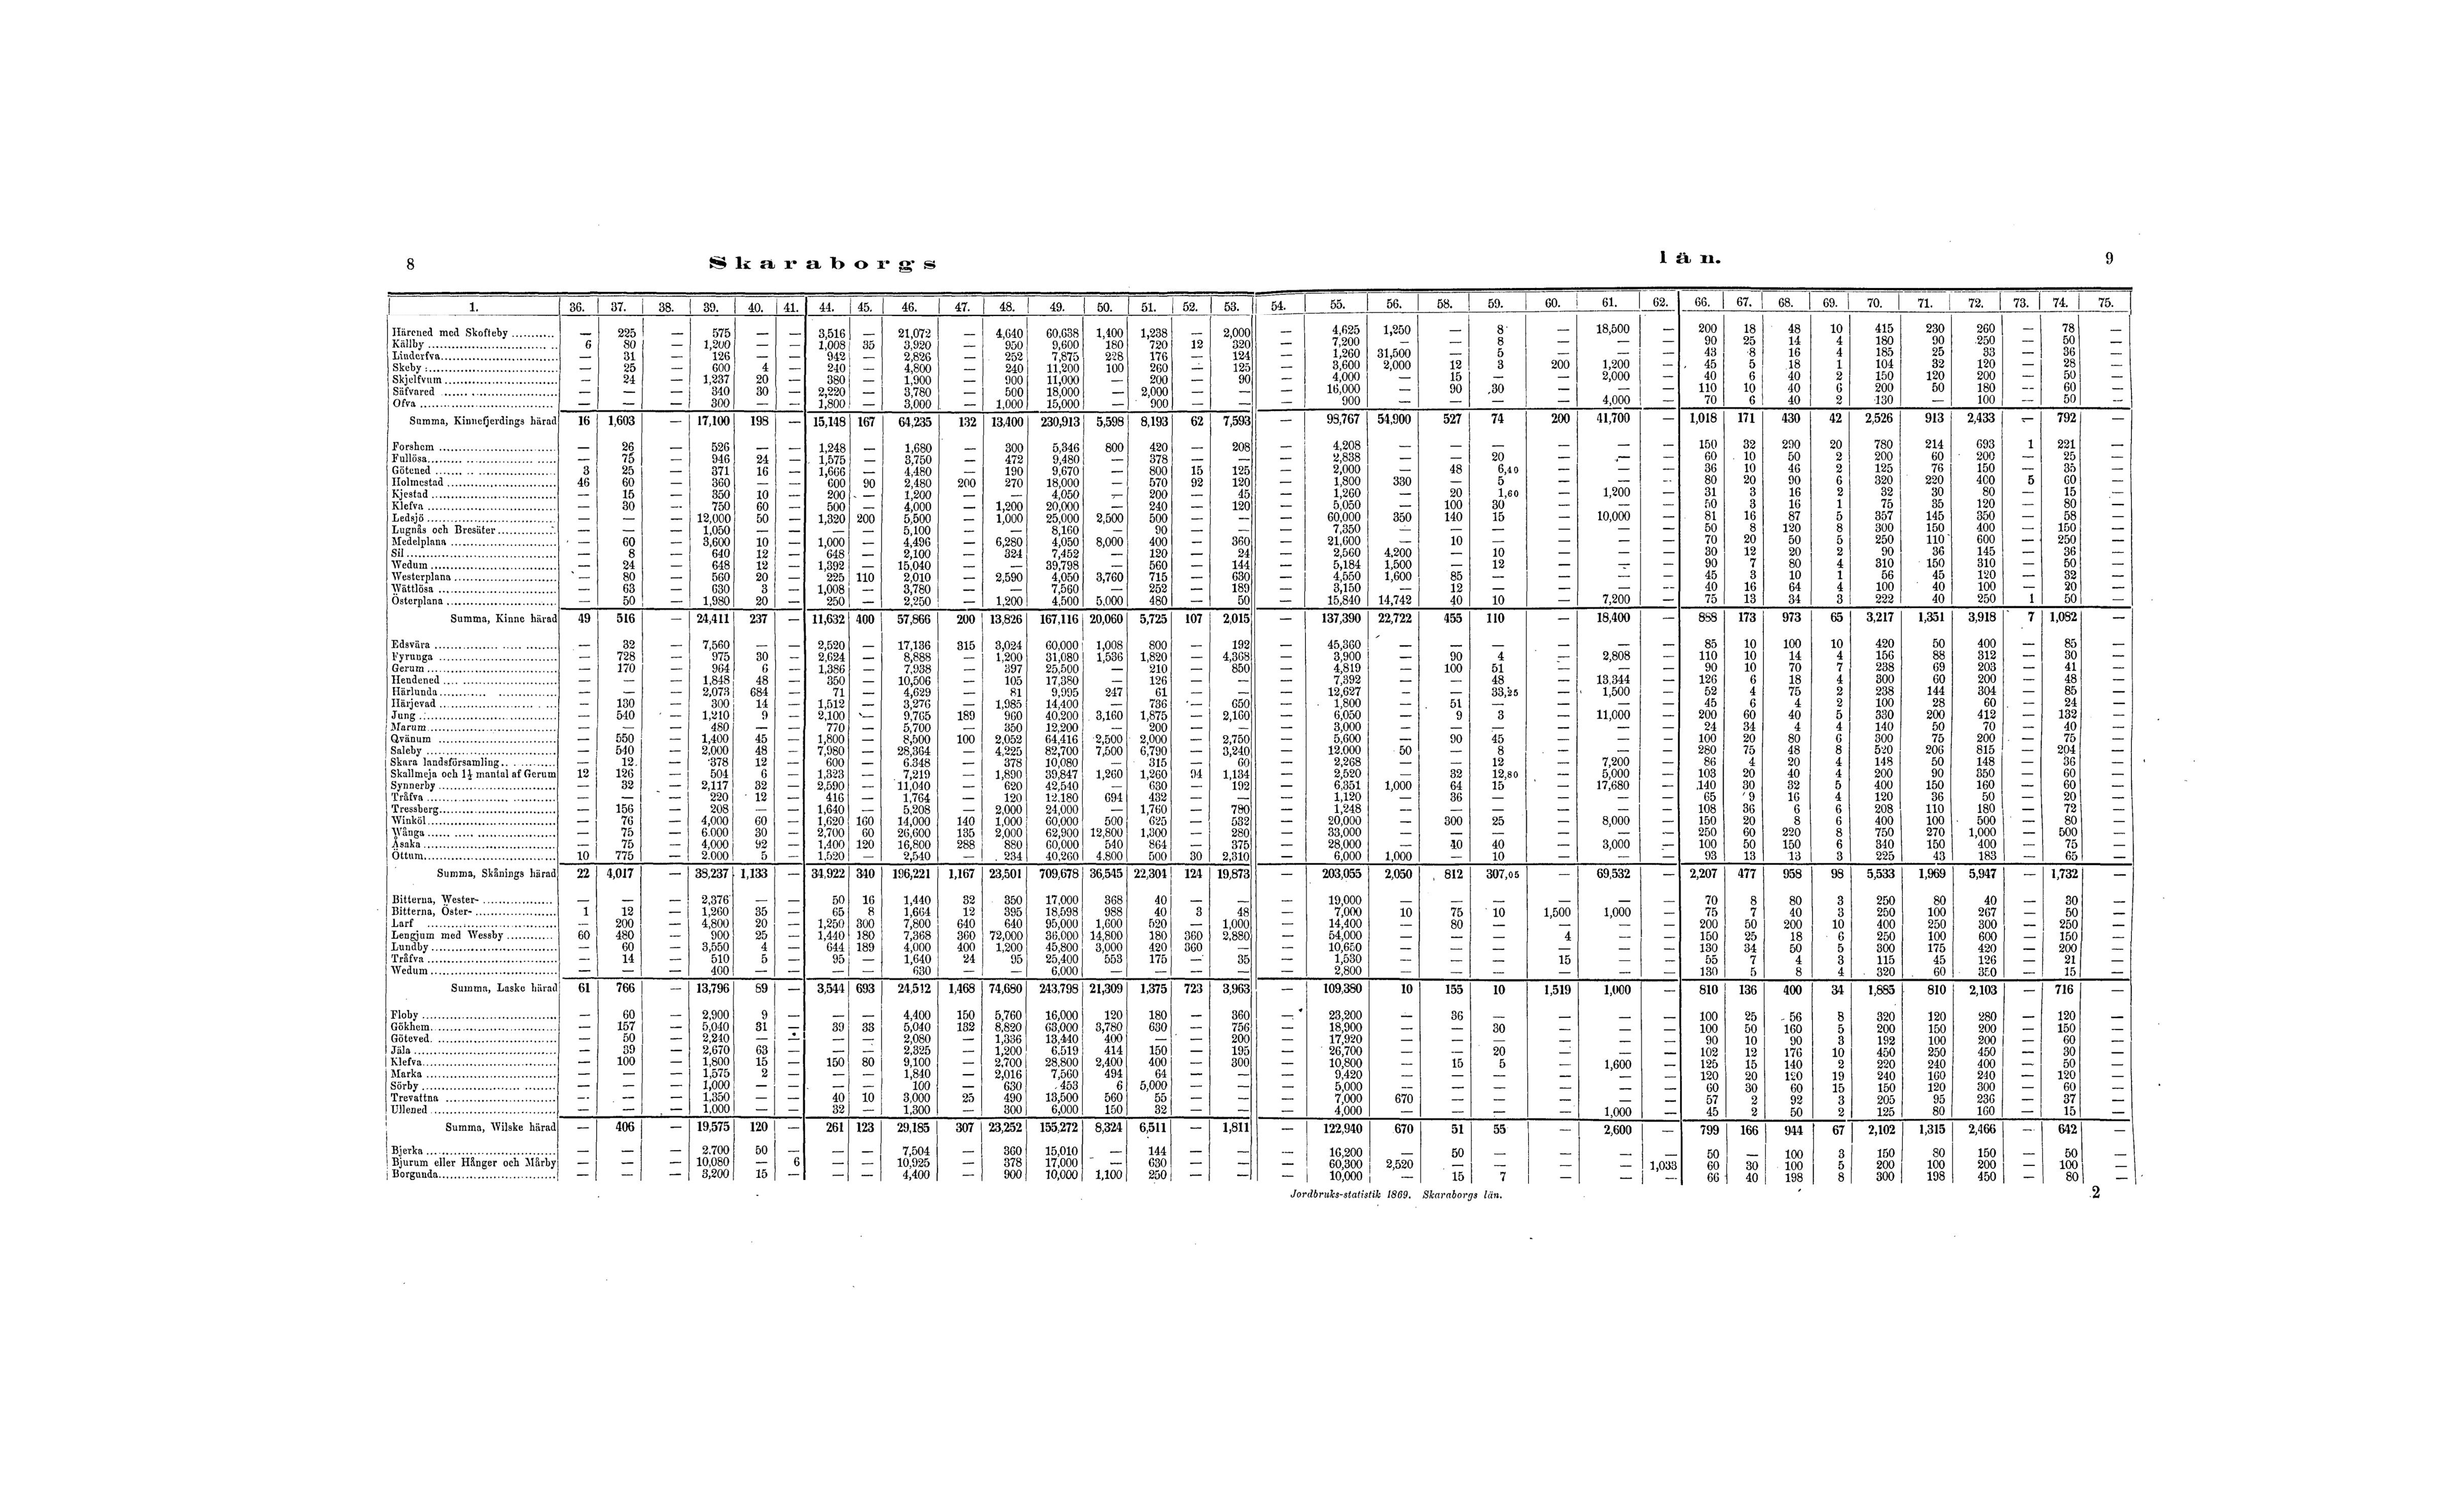 8 Skaraborgs län. 9
1. 36. 37. 38. 39. 40. 41. 44. 45. 46. 47. 48. 49. 50. 51. 52. 53. 54. 55. 56. 58. 59. 60. 61. 62. 66. 67. 68. 69. 70. 71. 72. 73. 74. 75.
Härened med Skofteby — 225 — 575 — — 3,516 — 21,072 — 4,640 60,638 1,400 1,238 — 2,000 — 4,625 1,250 — 8 — 18,500 — 200 18 48 10 415 230 260 — 78 —
Källby 6 80 — 1,200 — — 1,008 35 3,920 — 950 9,600 180 720 12 320 — 7,200 — — 8 — — — 90 25 14 4 180 90 250 — 50 —
Linderfva — 31 — 126 — — 942 — 2,826 — 252 7,875 228 176 — 124 — 1,260 31,500 — 5 — — — 43 8 16 4 185 25 33 — 36 —
Skeby — 25 — 600 4 — 240 — 4,800 — 240 11,200 100 260 — 125 — 3,600 2,000 12 3 200 1,200 — 45 5 18 1 104 32 120 — 28 —
Skjelfvum — 24 — 1,237 20 — 380 — 1,900 — 900 11,000 — 200 — 90 — 4,000 — 15 — — 2,000 — 40 6 40 2 150 120 200 — 50 —
Säfvared — — — 340 30 — 2,220 — 3,780 — 500 18,000 — 2,000 — — — 16,000 — 90 30 — — — 110 10 40 6 200 50 180 — 60 —
Ofva — — — 300 — — 1,800 — 3,000 — 1,000 15,000 — 900 — — — 900 — — — — 4,000 — 70 6 40 2 130 — 100 — 50 —
Summa, Kinnefjerdings härad 16 1,603 — 17,100 198 — 15,148 167 64,235 132 13,400 230,913 5,598 8,193 62 7,593 — 98,767 54,900 527 74 200 41,700 — 1,018 171 430 42 2,526 913 2,433 — 792 —
Forshem — 26 — 526 — — 1,248 — 1,680 — 300 5,346 800 420 — 208 — 4,208 — — — — — — 150 32 290 20 780 214 693 1 221 —
Fullösa — 75 — 946 24 — 1,575 — 3,750 — 472 9,480 — 378 — — — 2,838 — — 20 — — — 60 10 50 2 200 60 200 — 25 —
Götened 3 25 — 371 16 — 1,666 — 4,480 — 190 9,670 — 800 15 125 — 2,000 — 48 6,40 — — — 36 10 46 2 125 76 150 — 35 —
Holmestad 46 60 — 360 — — 600 90 2,480 200 270 18,000 — 570 92 120 — 1,800 330 — 5 — — — 80 20 90 6 320 220 400 5 60 —
Kjestad — 15 — 350 10 — 200 — 1,200 — — 4,050 — 200 — 45 — 1,260 — 20 1,60 — 1,200 — 31 3 16 2 32 30 80 — 15 —
Klefva — 30 — 750 60 — 500 — 4,000 — 1,200 20,000 — 240 — 120 — 5,050 — 100 30 — — — 50 3 16 1 75 35 120 — 80 —
Ledsjö — — — 12,000 50 — 1,320 200 5,500 — 1,000 25,000 2,500 500 — — — 60,000 350 140 15 — 10,000 — 81 16 87 5 357 145 350 — 58 —
Lugnås och Bresäter — — — 1,050 — — — — 5,100 — — 8,160 — 90 — — — 7,350 — — — — — — 50 8 120 8 300 150 400 — 150 —
Medelplana — 60 — 3,600 10 — 1,000 — 4,496 — 6,280 4,050 8,000 400 — 360 — 21,600 — 10 — — — — 70 20 50 5 250 110 600 — 250 —
Sil — 8 — 640 12 — 648 — 2,100 — 324 7,452 — 120 — 24 — 2,560 4,200 — 10 — — — 30 12 20 2 90 36 145 — 36 —
Wedum — 24 — 648 12 — 1,392 — 15,040 — — 39,798 — 560 — 144 — 5,184 1,500 — 12 — — — 90 7 80 4 310 150 310 — 50 —
Westerplana — 80 — 560 20 — 225 110 2,010 — 2,590 4,050 3,760 715 — 630 — 4,550 1,600 85 — — — — 45 3 10 1 56 45 120 — 32 —
Wättlösa — 63 — 630 3 — 1,008 — 3,780 — — 7,560 — 252 — 189 — 3,150 — 12 — — — — 40 16 64 4 100 40 100 — 20 —
Österplana — 50 — 1,980 20 — 250 — 2,250 — 1,200 4,500 5,000 480 — 50 — 15,840 14,742 40 10 — 7,200 — 75 13 34 3 222 40 250 1 50 —
Summa, Kinne härad 49 516 — 24,411 237 — 11,632 400 57,866 200 13,826 167,116 20,060 5,725 107 2,015 — 137,390 22,722 455 110 — 18,400 — 888 173 973 65 3,217 1,351 3,918 7 1,082 —
Edsvära — 32 — 7,560 — — 2,520 — 17,136 315 3,024 60,000 1,008 800 — 192 — 45,360 — — — — — — 85 10 100 10 420 50 400 — 85 —
Fyrunga — 728 — 975 30 — 2,624 — 8,888 — 1,200 31,080 1,536 1,820 — 4,368 — 3,900 — 90 4 — 2,808 — 110 10 14 4 156 88 312 — 30 —
Gerum — 170 — 964 6 — 1,386 — 7,938 — 397 25,500 — 210 — 850 — 4,819 — 100 51 — — — 90 10 70 7 238 69 203 — 41 —
Hendened — — — 1,848 48 — 350 — 10,506 — 105 17,380 — 126 — — — 7,392 — — 48 — 13,344 — 126 6 18 4 300 60 200 — 48 —
Härlunda — — — 2,073 684 — 71 — 4,629 — 81 9,995 247 61 — — — 12,627 — — 33,25 — 1,500 — 52 4 75 2 238 144 304 — 85 —
Härjevad — 130 — 300 14 — 1,512 — 3,276 — 1,985 14,400 — 736 — 650 — 1,800 — 51 — — — — 45 6 4 2 100 28 60 — 24 —
Jung — 540 — 1,210 9 — 2,100 — 9,765 189 960 40,200 3,160 1,875 — 2,160 — 6,050 — 9 3 — 11,000 — 200 60 40 5 330 200 412 — 132 —
Marum — — — 480 — — 770 — 5,700 — 350 12,200 — 200 — — — 3,000 — — — — — — 24 34 4 4 140 50 70 — 40 —
Qvänum — 550 — 1,400 45 — 1,800 — 8,500 100 2,052 64,416 2,500 2,000 — 2,750 — 5,600 — 90 45 — — — 100 20 80 6 300 75 200 — 75 —
Saleby — 540 — 2,000 48 — 7,980 — 28,364 — 4,225 82,700 7,500 6,790 — 3,240 — 12,000 50 — 8 — — — 280 75 48 8 520 206 815 — 204 —
Skara landsförsamling — 12 — 378 12 — 600 — 6,348 — 378 10,080 — 315 — 60 — 2,268 — — 12 — 7,200 — 86 4 20 4 148 50 148 — 36 —
Skallmeja och 1½ mantal af Gerum 12 126 — 504 6 — 1,323 — 7,219 — 1,890 39,847 1,260 1,260 94 1,134 — 2,520 — 32 12,80 — 5,000 — 103 20 40 4 200 90 350 — 60 —
Synnerby — 32 — 2,117 32 — 2,590 — 11,040 — 620 42,540 — 630 — 192 — 6,351 1,000 64 15 — 17,680 — 140 30 32 5 400 150 160 — 60 —
Tråfva — — — 220 12 — 416 — 1,764 — 120 12,180 694 432 — — — 1,120 — 36 — — — — 65 9 16 4 120 36 50 — 20 —
Tressberg — 156 — 208 — — 1,640 — 5,208 — 2,000 24,000 — 1,760 — 780 — 1,248 — — — — — — 108 36 6 6 208 110 180 — 72 —
Winköl — 76 — 4,000 60 — 1,620 160 14,000 140 1,000 60,000 500 625 — 532 — 20,000 — 300 25 — 8,000 — 150 20 8 6 400 100 500 — 80 —
Wånga — 75 — 6,000 30 — 2,700 60 26,600 135 2,000 62,900 12,800 1,300 — 280 — 33,000 — — — — — — 250 60 220 8 750 270 1,000 — 500 —
Åsaka — 75 — 4,000 92 — 1,400 120 16,800 288 880 60,000 540 864 — 375 — 28,000 — 40 40 — 3,000 — 100 50 150 6 340 150 400 — 75 —
Öttum 10 775 — 2,000 5 — 1,520 — 2,540 — 234 40,260 4,800 500 30 2,310 — 6,000 1,000 — 10 — — — 93 13 13 3 225 43 183 — 65 —
Summa, Skånings härad 22 4,017 — 38,237 1,133 — 34,922 340 196,221 1,167 23,501 709,678 36,545 22,304 124 19,873 — 203,055 2,050 812 307,05 — 69,532 — 2,207 477 958 98 5,533 1,969 5,947 — 1,732 —
Bitterna, Wester- — — — 2,376 — — 50 16 1,440 32 350 17,000 368 40 — — — 19,000 — — — — — — 70 8 80 3 250 80 40 — 30 —
Bitterna, Öster- 1 12 — 1,260 35 — 65 8 1,664 12 395 18,598 988 40 3 48 — 7,000 10 75 10 1,500 1,000 — 75 7 40 3 250 100 267 — 50 —
Larf — 200 — 4,800 20 — 1,250 300 7,800 640 640 95,000 1,600 520 — 1,000 — 14,400 — 80 — — — — 200 50 200 10 400 250 300 — 250 —
Lengjum med Wessby 60 480 — 900 25 — 1,440 180 7,368 360 72,000 36,000 14,800 180 360 2,880 — 54,000 — — — 4 — — 150 25 18 6 250 100 600 — 150 —
Lundby — 60 — 3,550 4 — 644 189 4,000 400 1,200 45,800 3,000 420 360 — — 10,650 — — — — — — 130 34 50 5 300 175 420 — 200 —
Tråfva — 14 — 510 5 — 95 — 1,640 24 95 25,400 553 175 — 35 — 1,530 — — — 15 — — 55 7 4 3 115 45 126 — 21 —
Wedum — — — 400 — — — — 630 — — 6,000 — — — — — 2,800 — — — — — — 130 5 8 4 320 60 350 — 15 —
Summa, Laske härad 61 766 — 13,796 89 — 3,544 693 24,512 1,468 74,680 243,798 21,309 1,375 723 3,963 — 109,380 10 155 10 1,519 1,000 — 810 136 400 34 1,885 810 2,103 — 716 —
Floby — 60 — 2,900 9 — — — 4,400 150 5,760 16,000 120 180 — 360 — 23,200 — 36 — — — — 100 25 56 8 320 120 280 — 120 —
Gökhem — 157 — 5,040 31 — 39 33 5,040 132 8,820 63,000 3,780 630 — 756 — 18,900 — — 30 — — — 100 50 160 5 200 150 200 — 150 —
Göteved — 50 — 2,240 — — — — 2,080 — 1,336 13,440 400 — — 200 — 17,920 — — — — — — 90 10 90 3 192 100 200 — 60 —
Jäla — 39 — 2,670 63 — — — 2,325 — 1,200 6,519 414 150 — 195 — 26,700 — — 20 — — — 102 12 176 10 450 250 450 — 30 —
Klefva — 100 — 1,800 15 — 150 80 9,100 — 2,700 28,800 2,400 400 — 300 — 10,800 — 15 5 — 1,600 — 125 15 140 2 220 240 400 — 50 —
Marka — — — 1,575 2 — — — 1,840 — 2,016 7,560 494 64 — — — 9,420 — — — — — — 120 20 120 19 240 160 240 — 120 —
Sörby — — — 1,000 — — — — 100 — 630 453 6 5,000 — — — 5,000 — — — — — — 60 30 60 15 150 120 300 — 60 —
Trevattna — — — 1,350 — — 40 10 3,000 25 490 13,500 560 55 — — — 7,000 670 — — — — — 57 2 92 3 205 95 236 — 37 —
Ullened — — — 1,000 — — 32 — 1,300 — 300 6,000 150 32 — — — 4,000 — — — — 1,000 — 45 2 50 2 125 80 160 — 15 —
Summa, Wilske härad — 406 — 19,575 120 — 261 123 29,185 307 23,252 155,272 8,324 6,511 — 1,811 — 122,940 670 51 55 — 2,600 — 799 166 944 67 2,102 1,315 2,466 — 642 —
Bjerka — — — 2,700 50 — — — 7,504 — 360 15,010 — 144 — — — 16,200 — 50 — — — — 50 — 100 3 150 80 150 — 50 —
Bjurum eller Hånger och Mårby — — — 10,080 — 6 — — 10,925 — 378 17,000 — 630 — — — 60,300 2,520 — — — — 1,033 60 30 100 5 200 100 200 — 100 —
Borgunda — — — 3,200 15 — — — 4,400 — 900 10,000 1,100 250 — — — 10,000 — 15 7 — — — 66 40 198 8 300 198 450 — 80 —
Jordbruks-statistik 1869. Skaraborgs län. 2